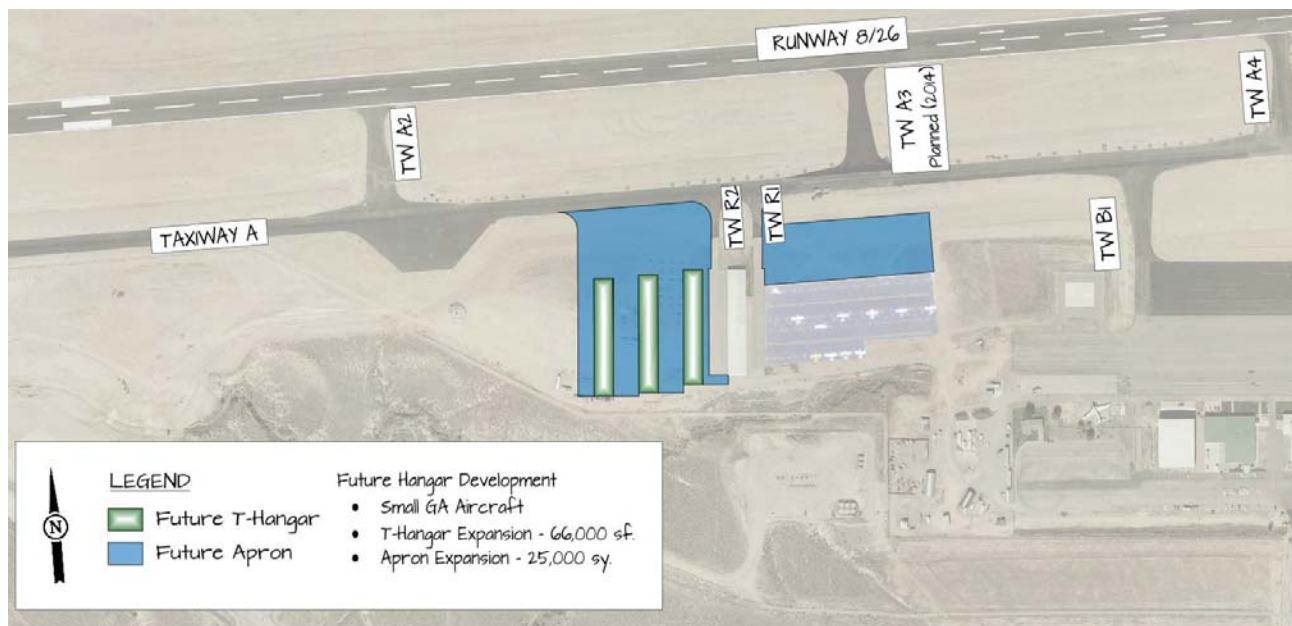 RUNWAY 8/26
TW A4
TW A2
TW A3
Planned (2014)
TW R2
TW R1
TW B1
TAXIWAY A
LEGEND
Future T-Hangar
Future Apron
N
Future Hangar Development
• Small GA Aircraft
• T-Hangar Expansion - 66,000 sf.
• Apron Expansion - 25,000 sy.